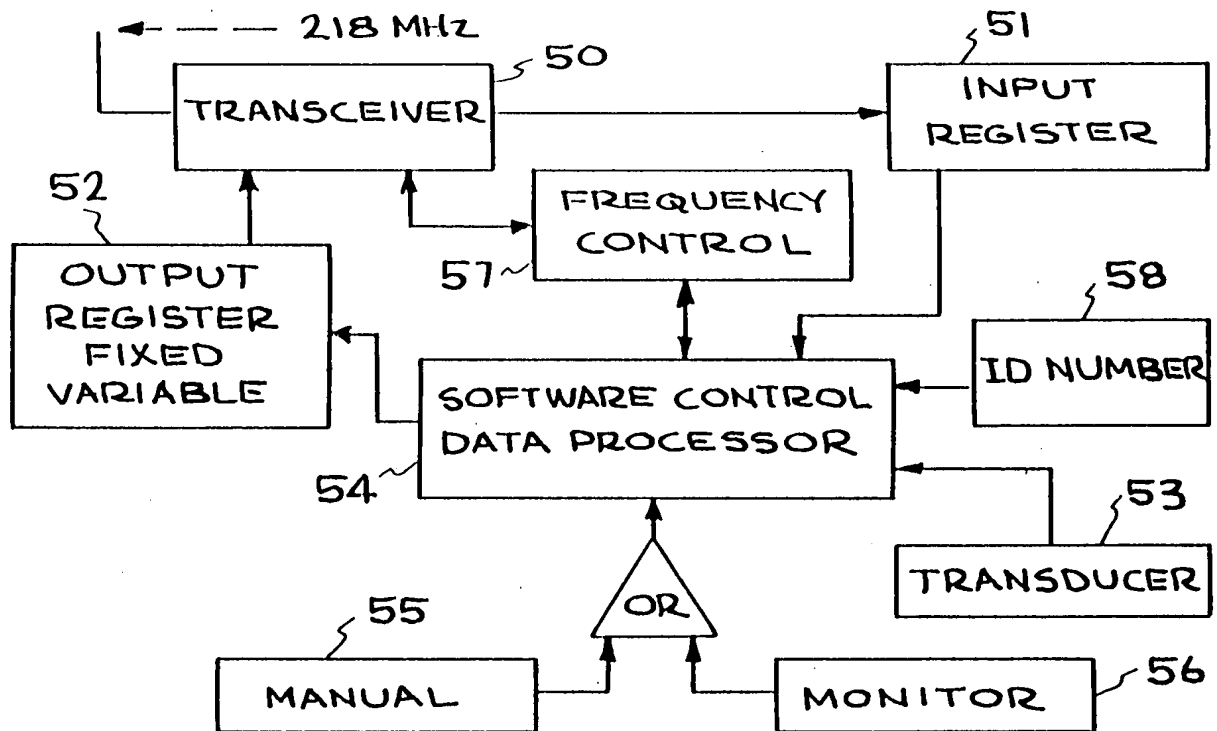 218 MHz
50
TRANSCEIVER
51
INPUT
REGISTER
52
OUTPUT
REGISTER
FIXED
VARIABLE
FREQUENCY
CONTROL
57
58
ID NUMBER
SOFTWARE CONTROL
DATA PROCESSOR
54
53
TRANSDUCER
OR
55
MANUAL
MONITOR
56